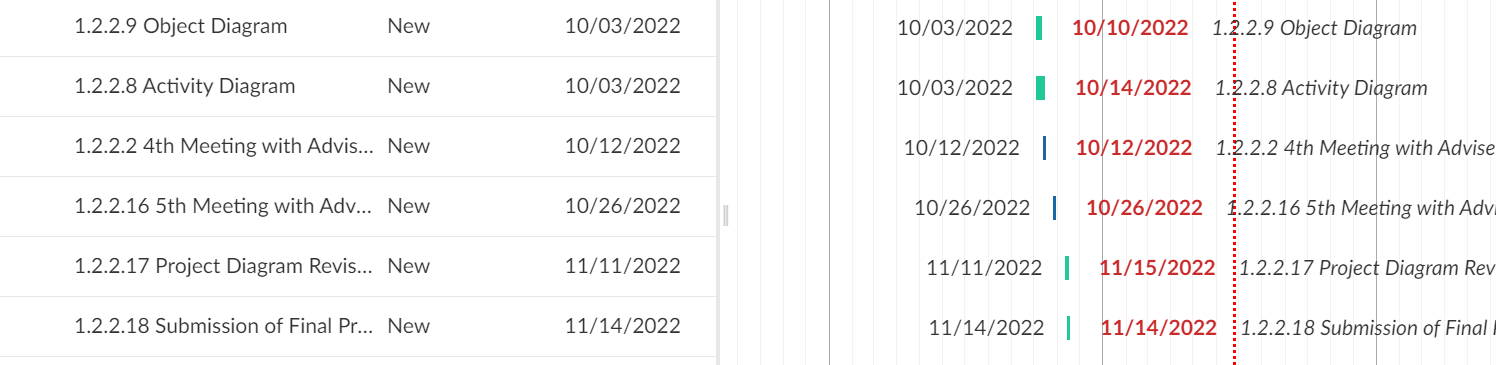 1.2.2.9 Object Diagram New 10/03/2022 10/03/2022 10/10/2022 1.2.2.9 Object Diagram
1.2.2.8 Activity Diagram New 10/03/2022 10/03/2022 10/14/2022 1.2.2.8 Activity Diagram
1.2.2.2 4th Meeting with Advis... New 10/12/2022 10/12/2022 10/12/2022 1.2.2.2 4th Meeting with Advise
1.2.2.16 5th Meeting with Adv... New 10/26/2022 10/26/2022 10/26/2022 1.2.2.16 5th Meeting with Advi
1.2.2.17 Project Diagram Revis... New 11/11/2022 11/11/2022 11/15/2022 1.2.2.17 Project Diagram Rev
1.2.2.18 Submission of Final Pr... New 11/14/2022 11/14/2022 11/14/2022 1.2.2.18 Submission of Final